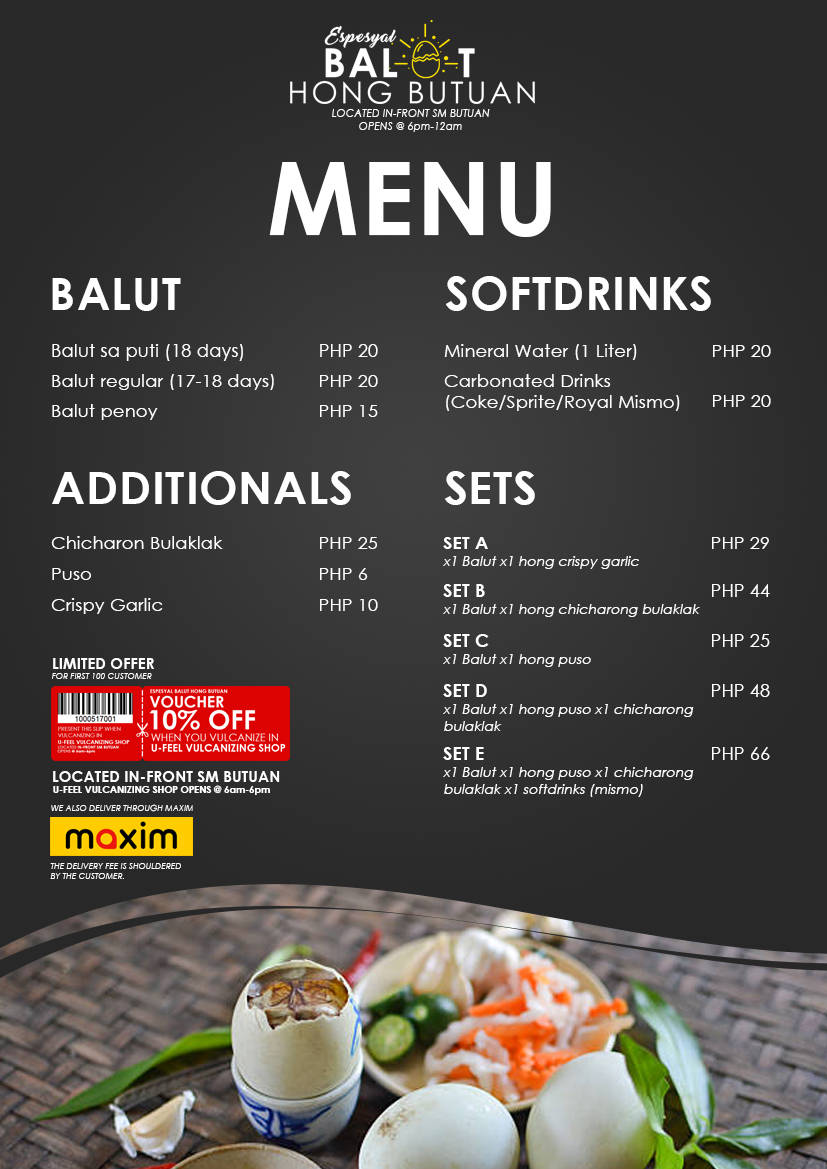 Espesyal
BALOT
HONG BUTUAN
LOCATED IN-FRONT SM BUTUAN
OPENS @ 6pm-12am
MENU
BALUT
Balut sa puti (18 days) PHP 20
Balut regular (17-18 days) PHP 20
Balut penoy PHP 15
SOFTDRINKS
Mineral Water (1 Liter) PHP 20
Carbonated Drinks
(Coke/Sprite/Royal Mismo) PHP 20
ADDITIONALS
Chicharon Bulaklak PHP 25
Puso PHP 6
Crispy Garlic PHP 10
SETS
SET A PHP 29
x1 Balut x1 hong crispy garlic
SET B PHP 44
x1 Balut x1 hong chicharong bulaklak
SET C PHP 25
x1 Balut x1 hong puso
SET D PHP 48
x1 Balut x1 hong puso x1 chicharong
bulaklak
SET E PHP 66
x1 Balut x1 hong puso x1 chicharong
bulaklak x1 softdrinks (mismo)
LIMITED OFFER
FOR FIRST 100 CUSTOMER
1000517001
PRESENT THIS SLIP WHEN
VULCANIZING IN
U-FEEL VULCANIZING SHOP
LOCATED IN-FRONT SM BUTUAN
OPENS @ 6am-6pm
ESPESYAL BALUT HONG BUTUAN
VOUCHER
10% OFF
WHEN YOU VULCANIZE IN
U-FEEL VULCANIZING SHOP
LOCATED IN-FRONT SM BUTUAN
U-FEEL VULCANIZING SHOP OPENS @ 6am-6pm
WE ALSO DELIVER THROUGH MAXIM
maxim
THE DELIVERY FEE IS SHOULDERED
BY THE CUSTOMER.